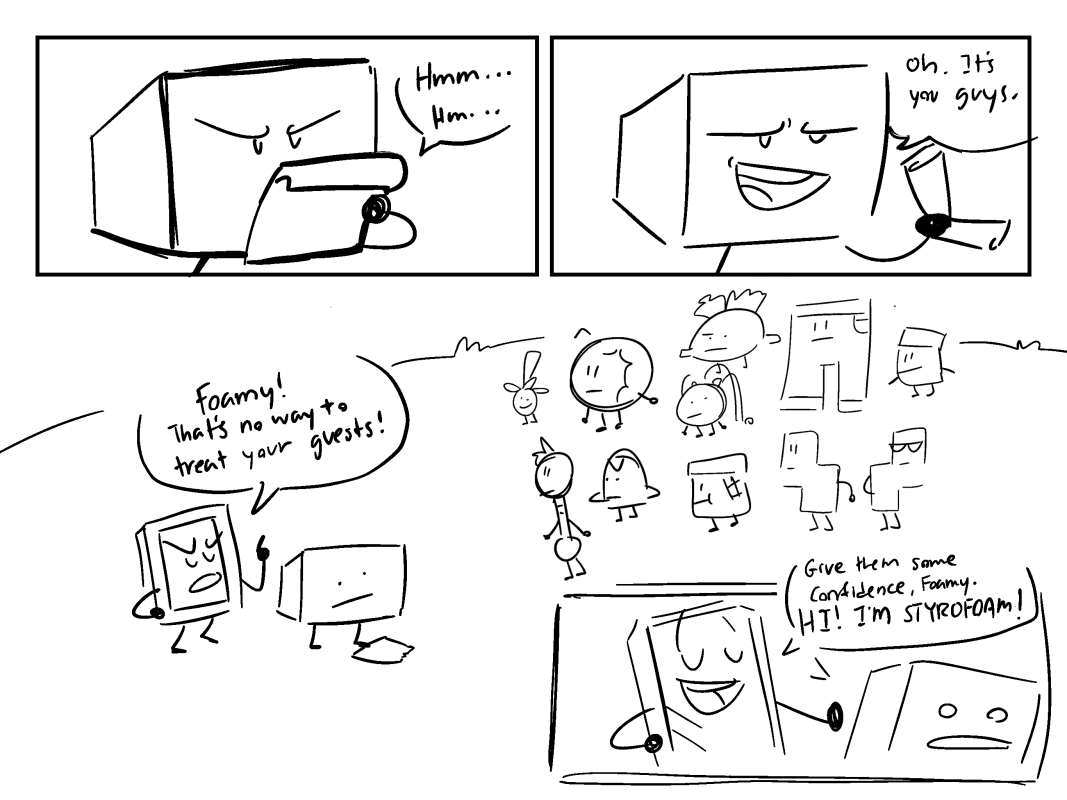 Hmm...
Hm...
Oh. It's
you guys.
Foamy!
That's no way to
treat your guests!
Give them some
confidence, Foamy.
HI! I'M STYROFOAM!